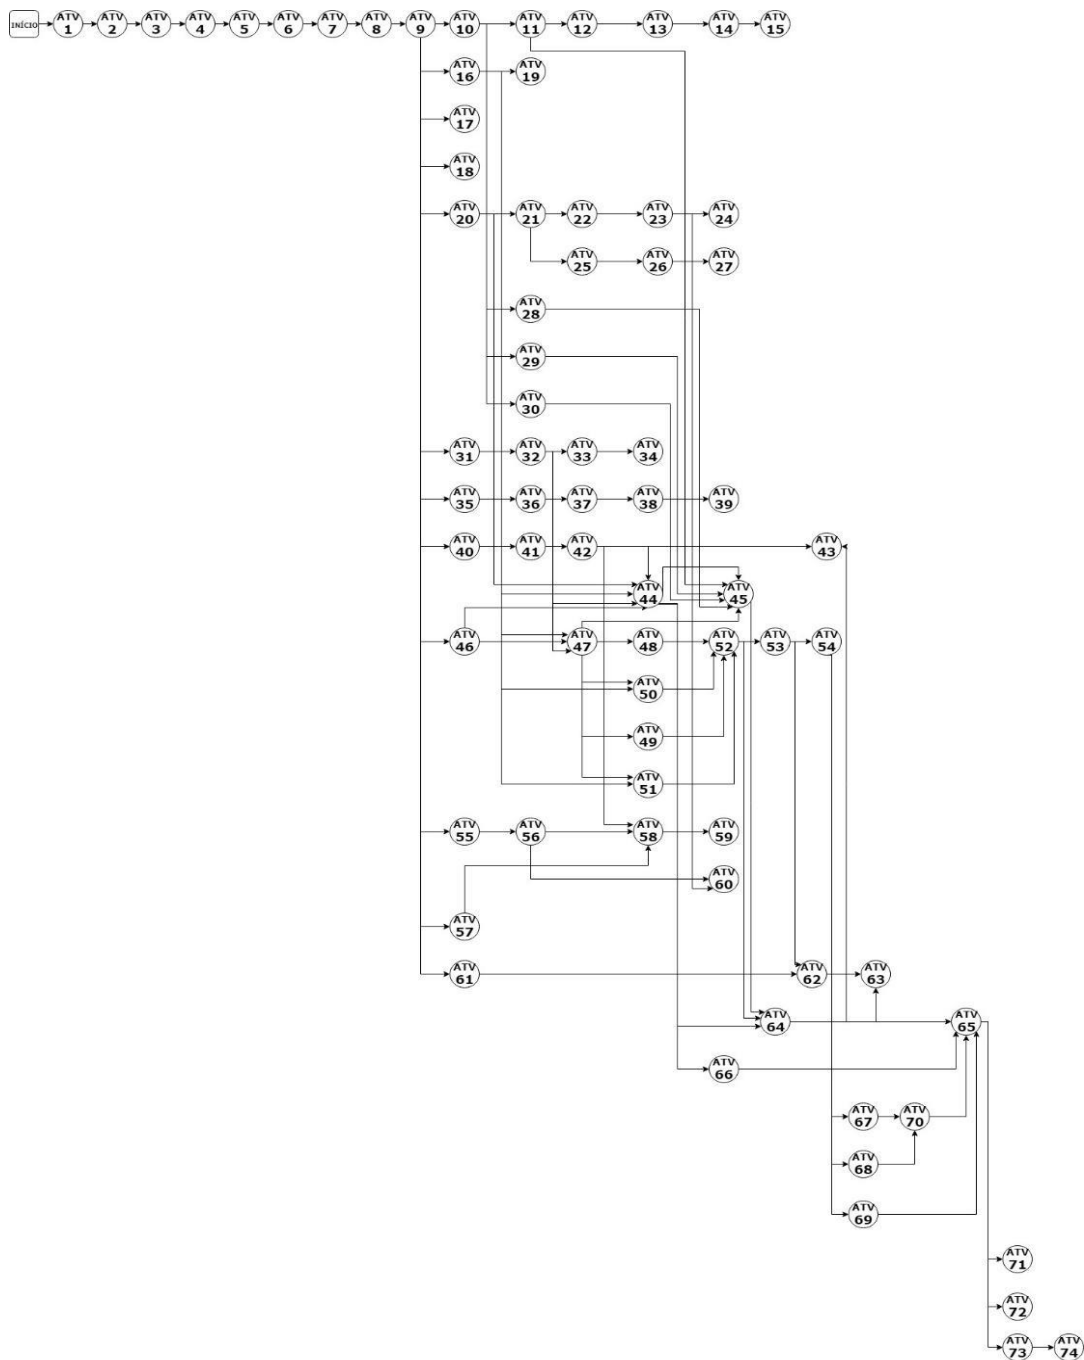 INÍCIO
ATV 1
ATV 2
ATV 3
ATV 4
ATV 5
ATV 6
ATV 7
ATV 8
ATV 9
ATV 10
ATV 11
ATV 12
ATV 13
ATV 14
ATV 15
ATV 16
ATV 19
ATV 17
ATV 18
ATV 20
ATV 21
ATV 22
ATV 23
ATV 24
ATV 25
ATV 26
ATV 27
ATV 28
ATV 29
ATV 30
ATV 31
ATV 32
ATV 33
ATV 34
ATV 35
ATV 36
ATV 37
ATV 38
ATV 39
ATV 40
ATV 41
ATV 42
ATV 43
ATV 44
ATV 45
ATV 46
ATV 47
ATV 48
ATV 52
ATV 53
ATV 54
ATV 50
ATV 49
ATV 51
ATV 55
ATV 56
ATV 58
ATV 59
ATV 60
ATV 57
ATV 61
ATV 62
ATV 63
ATV 64
ATV 65
ATV 66
ATV 67
ATV 70
ATV 68
ATV 69
ATV 71
ATV 72
ATV 73
ATV 74